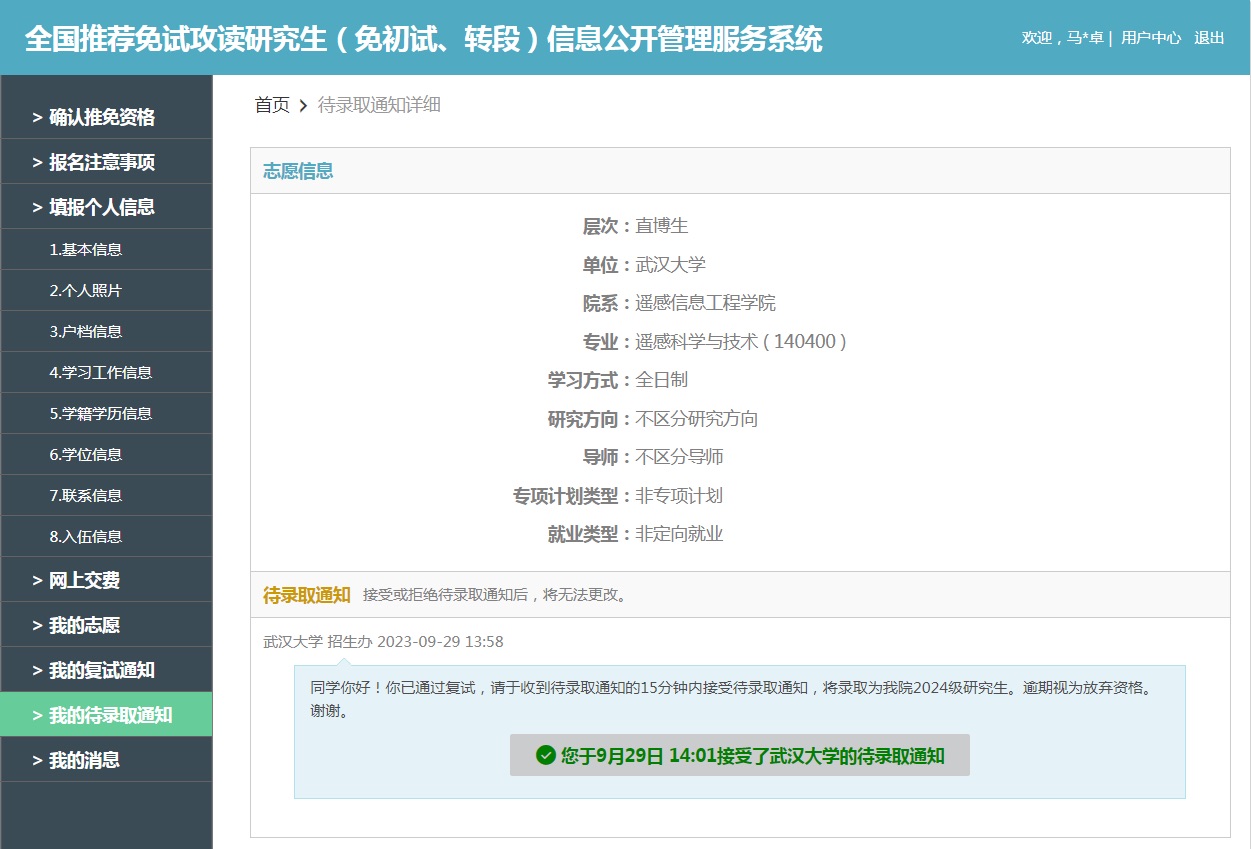 全国推荐免试攻读研究生（免初试、转段）信息公开管理服务系统
欢迎，马*卓 | 用户中心 退出
> 确认推免资格
> 报名注意事项
> 填报个人信息
1.基本信息
2.个人照片
3.户档信息
4.学习工作信息
5.学籍学历信息
6.学位信息
7.联系信息
8.入伍信息
> 网上交费
> 我的志愿
> 我的复试通知
> 我的待录取通知
> 我的消息
首页 > 待录取通知详细
志愿信息
层次：直博生
单位：武汉大学
院系：遥感信息工程学院
专业：遥感科学与技术（140400）
学习方式：全日制
研究方向：不区分研究方向
导师：不区分导师
专项计划类型：非专项计划
就业类型：非定向就业
待录取通知 接受或拒绝待录取通知后，将无法更改。
武汉大学 招生办 2023-09-29 13:58
同学你好！你已通过复试，请于收到待录取通知的15分钟内接受待录取通知，将录取为我院2024级研究生。逾期视为放弃资格。
谢谢。
您于9月29日 14:01接受了武汉大学的待录取通知